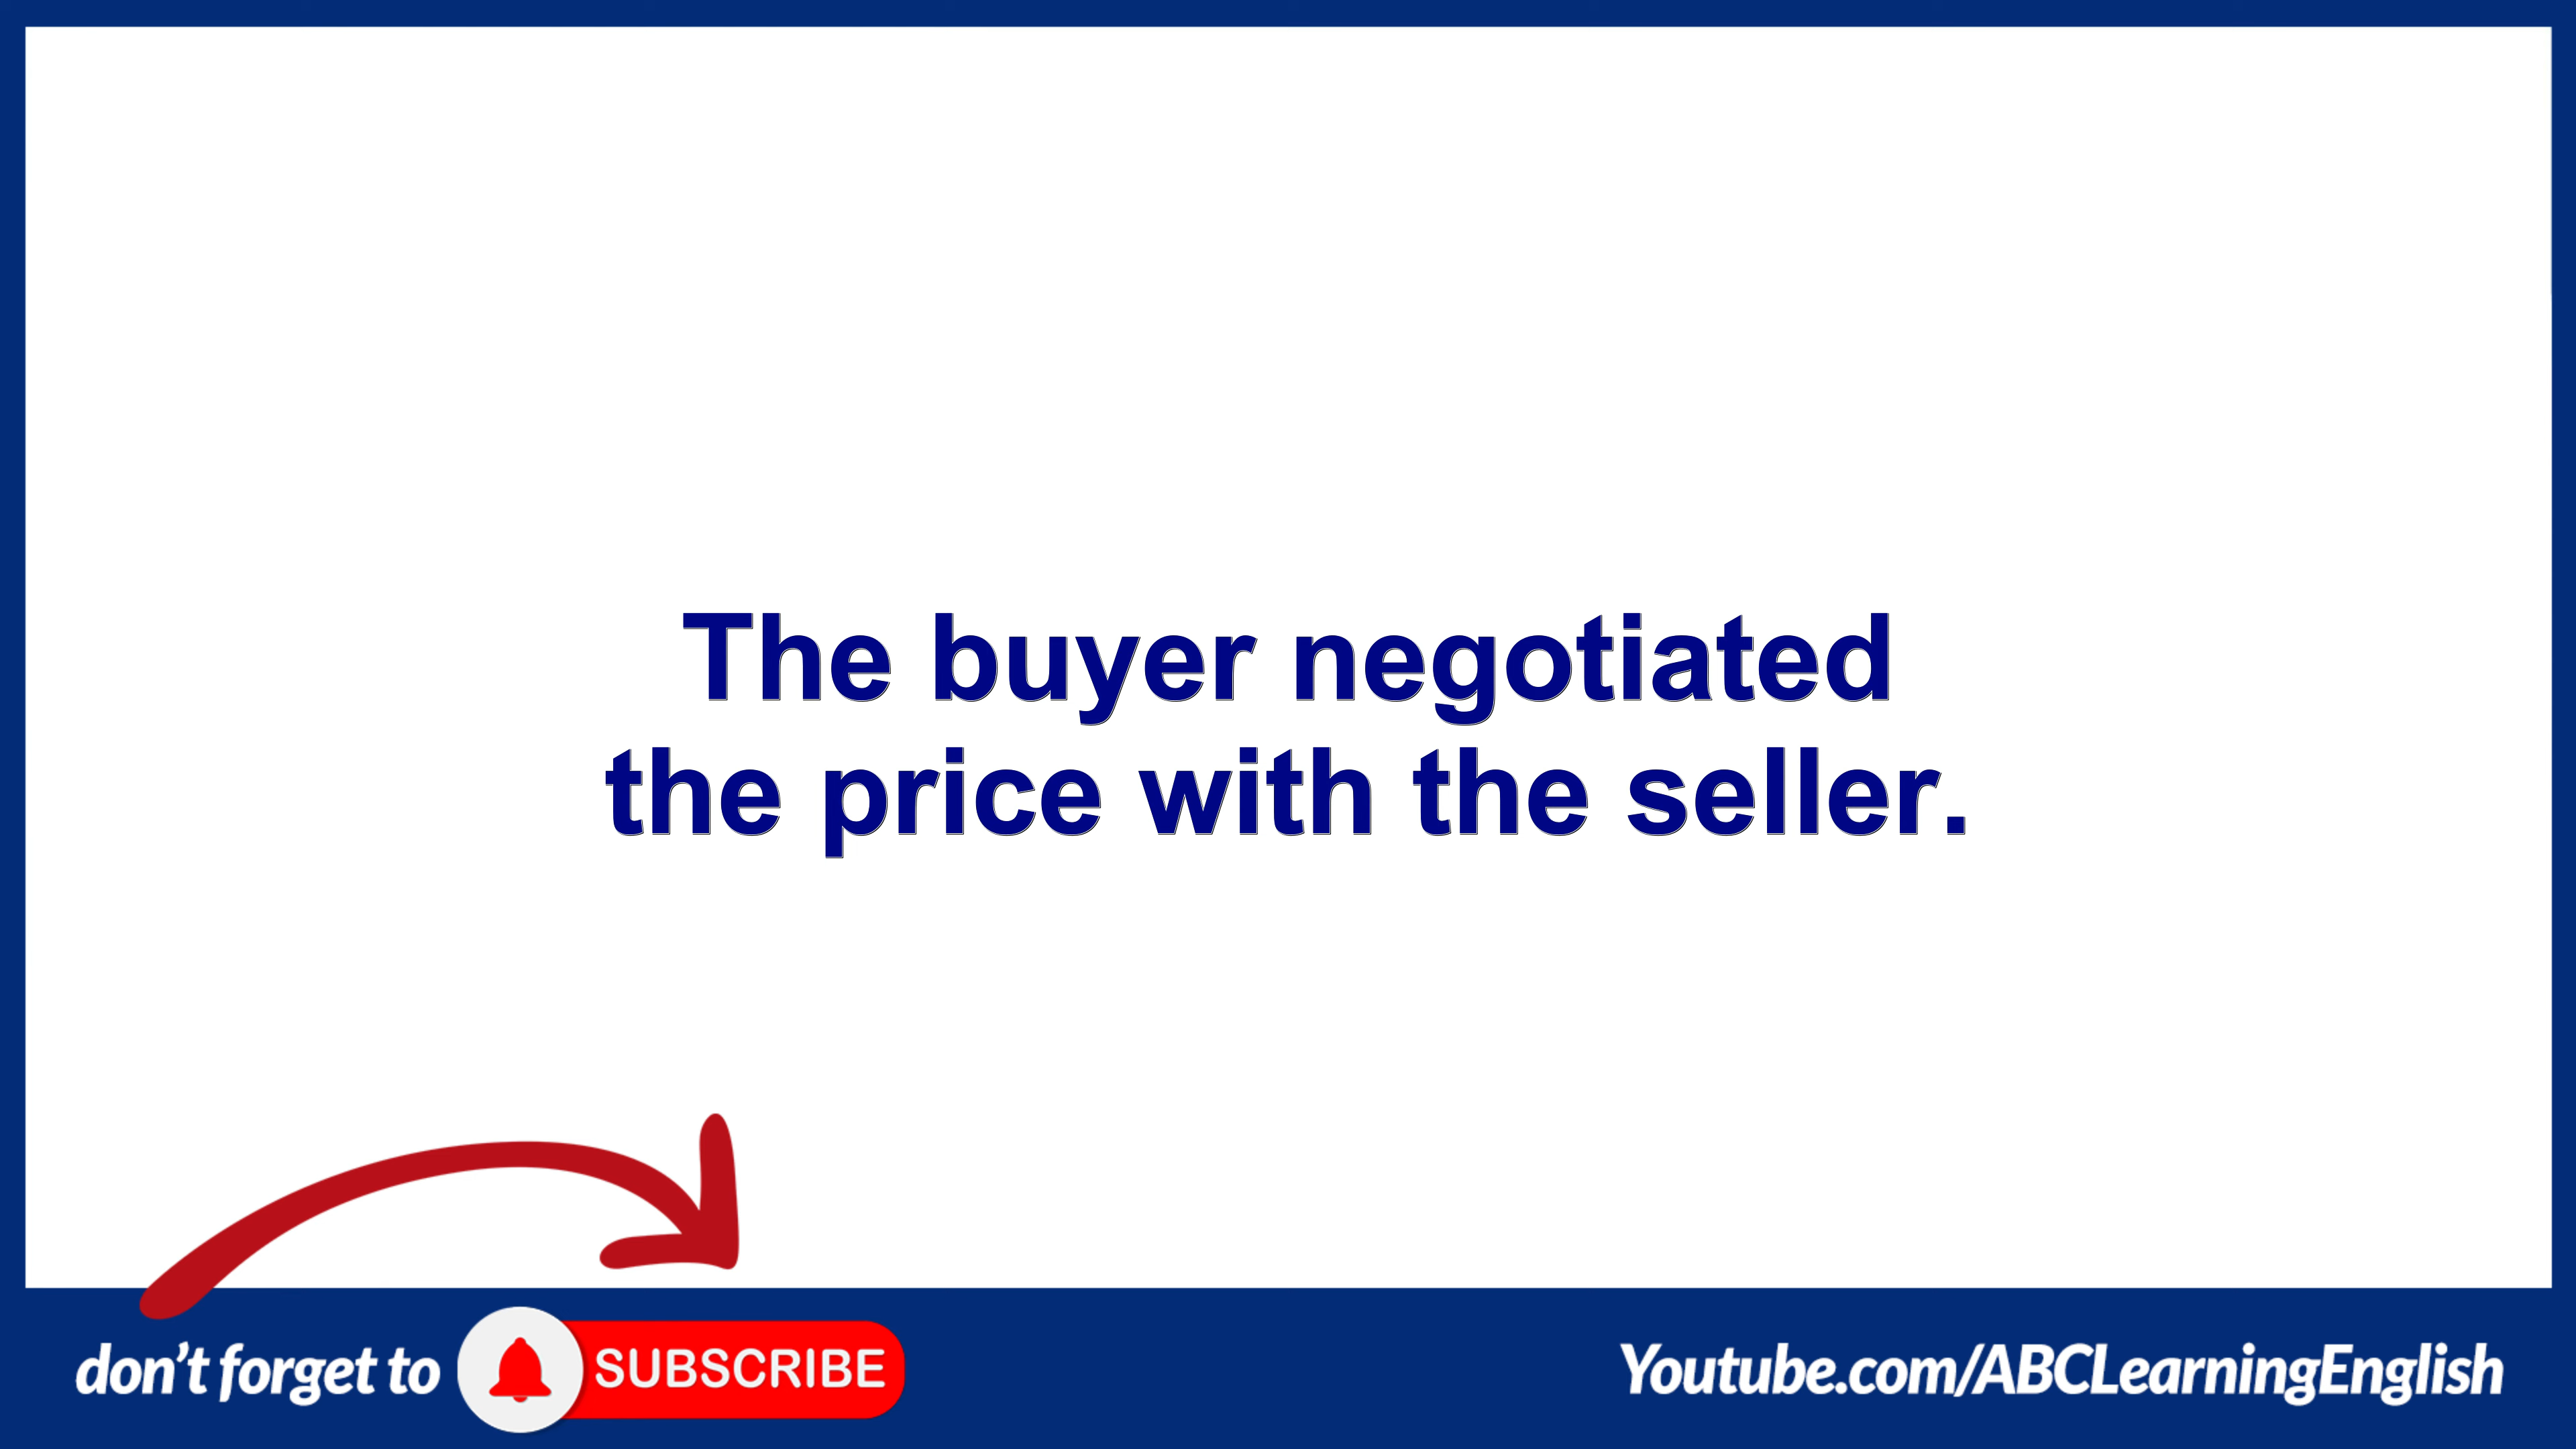 The buyer negotiated
the price with the seller.
don't forget to SUBSCRIBE
Youtube.com/ABCLearningEnglish